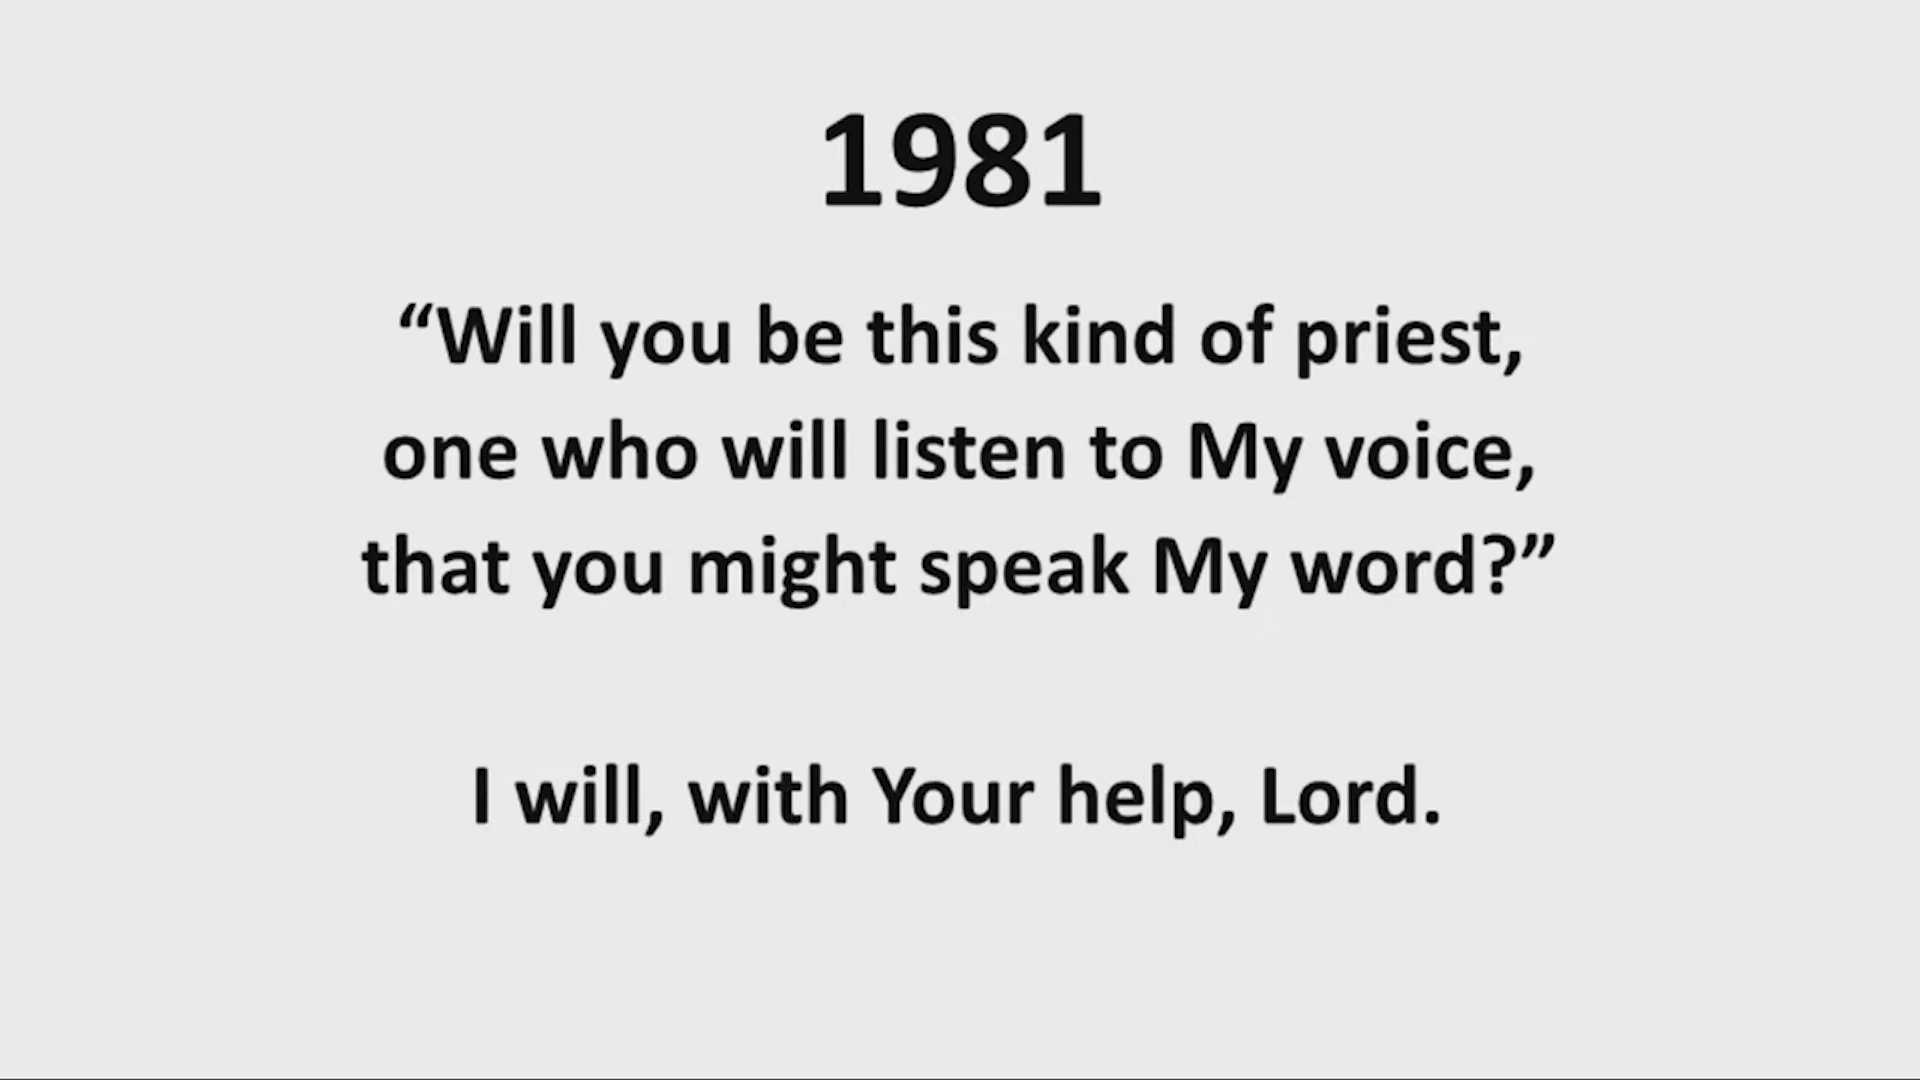 1981
“Will you be this kind of priest,
one who will listen to My voice,
that you might speak My word?”
I will, with Your help, Lord.